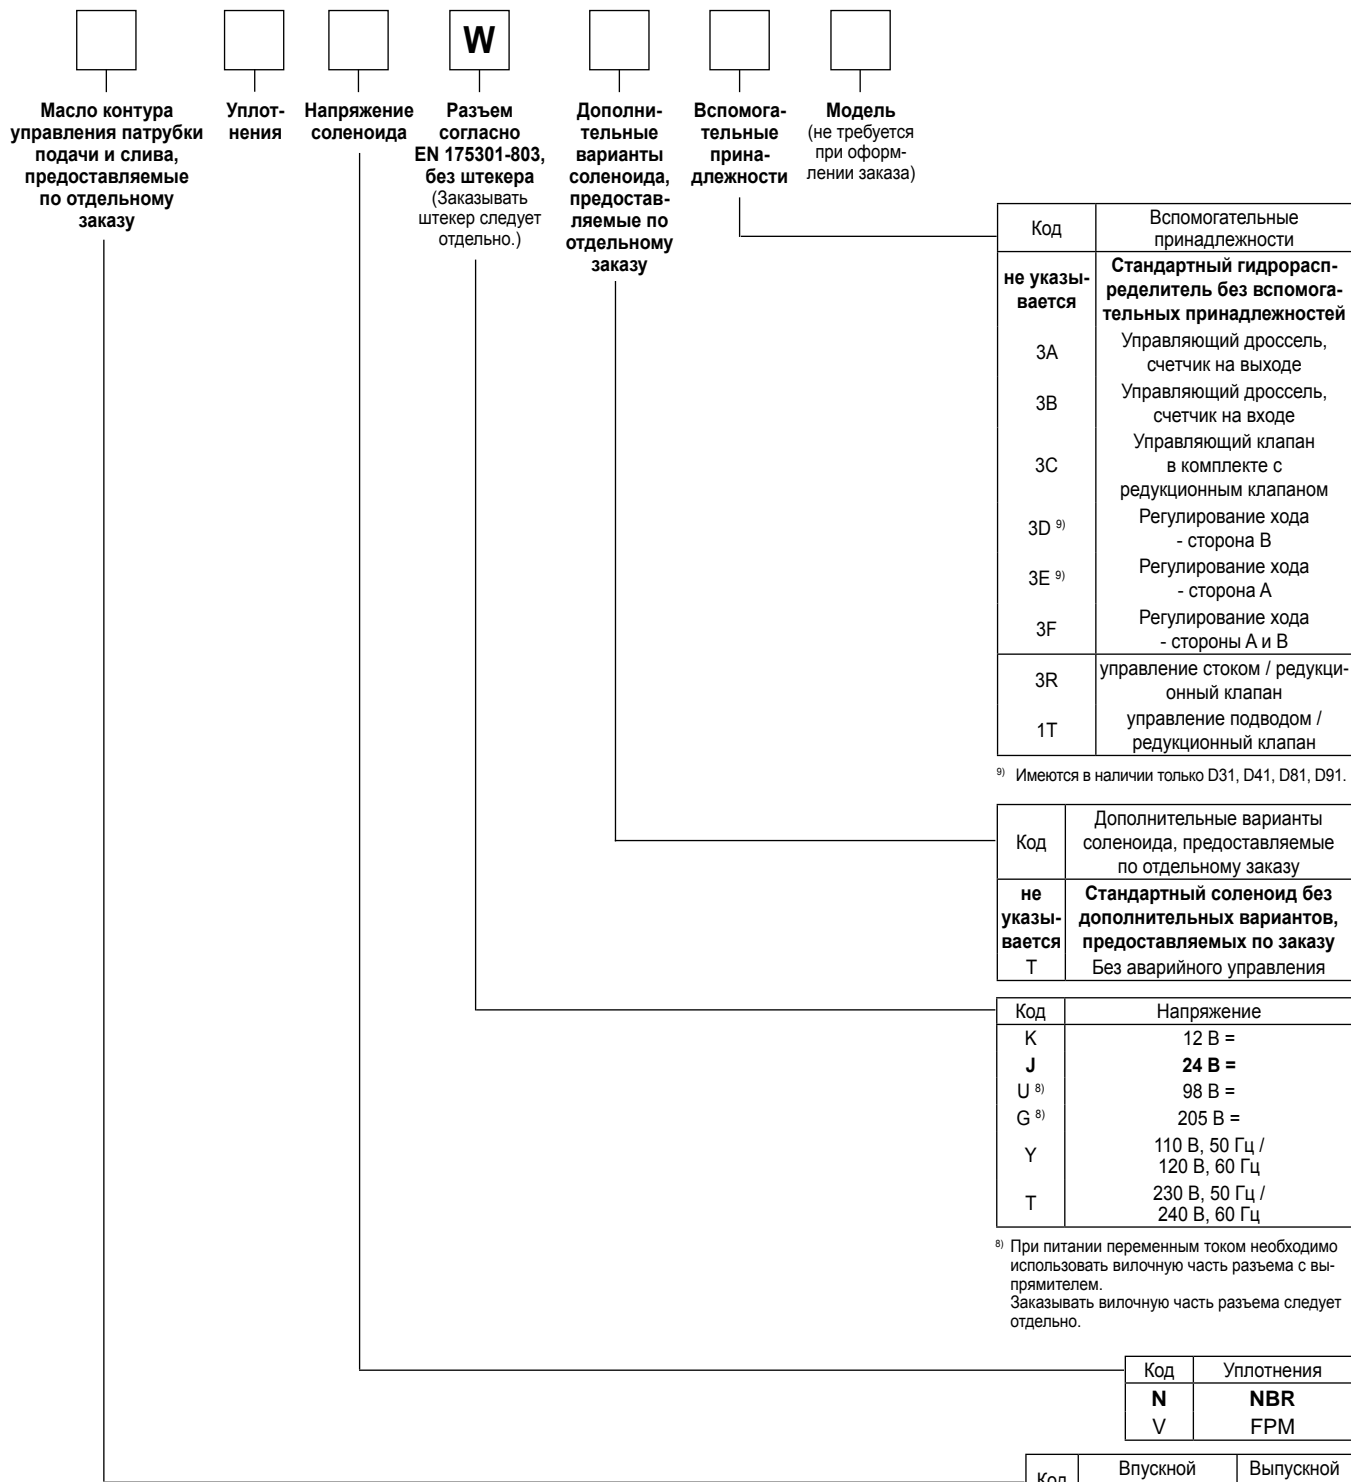 W
Масло контура
управления патрубки
подачи и слива,
предоставляемые
по отдельному
заказу
Уплот-
нения
Напряжение
соленоида
Разъем
согласно
EN 175301-803,
без штекера
(Заказывать
штекер следует
отдельно.)
Дополни-
тельные
варианты
соленоида,
предостав-
ляемые по
отдельному
заказу
Вспомога-
тельные
прина-
длежности
Модель
(не требуется
при оформ-
лении заказа)
Код
Вспомогательные
принадлежности
не указы-
вается
Стандартный гидрорасп-
ределитель без вспомога-
тельных принадлежностей
3A
Управляющий дроссель,
счетчик на выходе
3B
Управляющий дроссель,
счетчик на входе
3C
Управляющий клапан
в комплекте с
редукционным клапаном
3D 9)
Регулирование хода
- сторона B
3E 9)
Регулирование хода
- сторона A
3F
Регулирование хода
- стороны A и B
3R
управление стоком / редукци-
онный клапан
1T
управление подводом /
редукционный клапан
9) Имеются в наличии только D31, D41, D81, D91.
Код
Дополнительные варианты
соленоида, предоставляемые
по отдельному заказу
не
указы-
вается
Стандартный соленоид без
дополнительных вариантов,
предоставляемых по заказу
T Без аварийного управления
Код Напряжение
K 12 В =
J 24 В =
U 8) 98 В =
G 8) 205 В =
Y
110 В, 50 Гц /
120 В, 60 Гц
T
230 В, 50 Гц /
240 В, 60 Гц
8) При питании переменным током необходимо
использовать вилочную часть разъема с вы-
прямителем.
Заказывать вилочную часть разъема следует
отдельно.
Код Уплотнения
N NBR
V FPM
Код Впускной Выпускной